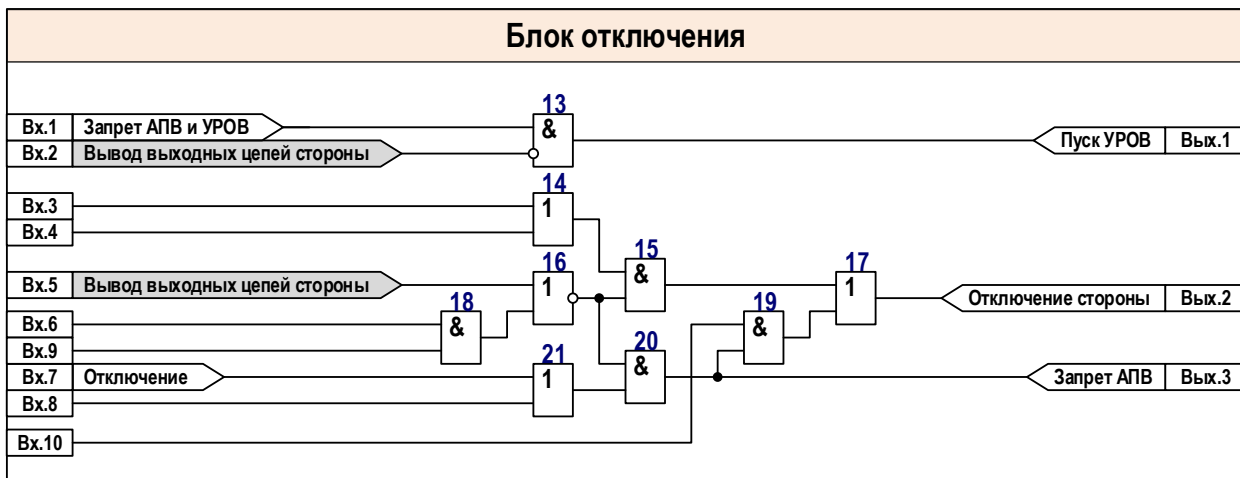 Блок отключения
13
Вх.1 Запрет АПВ и УРОВ & Пуск УРОВ Вых.1
Вх.2 Вывод выходных цепей стороны
14
Вх.3 1
Вх.4
15
16 17
Вх.5 Вывод выходных цепей стороны 1 & 1 Отключение стороны Вых.2
18 19
Вх.6 & &
Вх.9
21 20
Вх.7 Отключение 1 & Запрет АПВ Вых.3
Вх.8
Вх.10